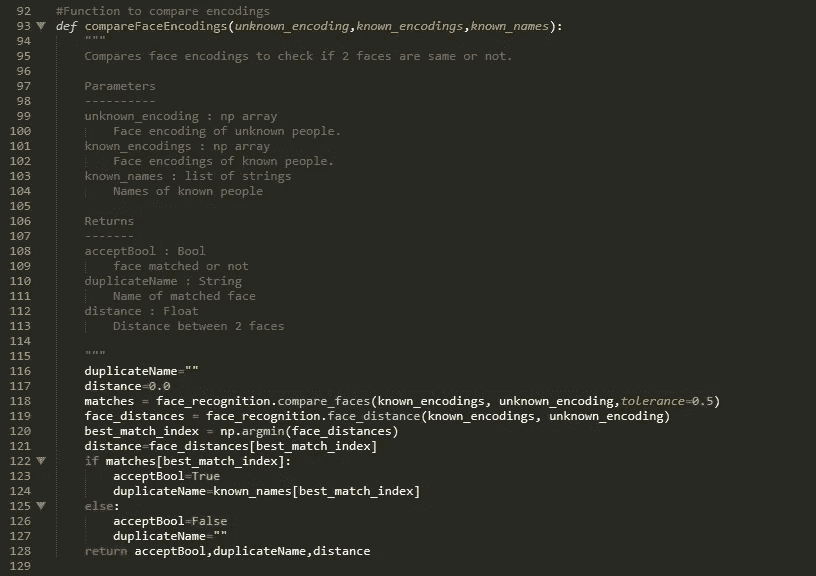 92 #Function to compare encodings
93 def compareFaceEncodings(unknown_encoding,known_encodings,known_names):
94 """
95 Compares face encodings to check if 2 faces are same or not.
96
97 Parameters
98 ----------
99 unknown_encoding : np array
100 Face encoding of unknown people.
101 known_encodings : np array
102 Face encodings of known people.
103 known_names : list of strings
104 Names of known people
105
106 Returns
107 -------
108 acceptBool : Bool
109 face matched or not
110 duplicateName : String
111 Name of matched face
112 distance : Float
113 Distance between 2 faces
114
115 """
116 duplicateName=""
117 distance=0.0
118 matches = face_recognition.compare_faces(known_encodings, unknown_encoding,tolerance=0.5)
119 face_distances = face_recognition.face_distance(known_encodings, unknown_encoding)
120 best_match_index = np.argmin(face_distances)
121 distance=face_distances[best_match_index]
122 if matches[best_match_index]:
123 acceptBool=True
124 duplicateName=known_names[best_match_index]
125 else:
126 acceptBool=False
127 duplicateName=""
128 return acceptBool,duplicateName,distance
129